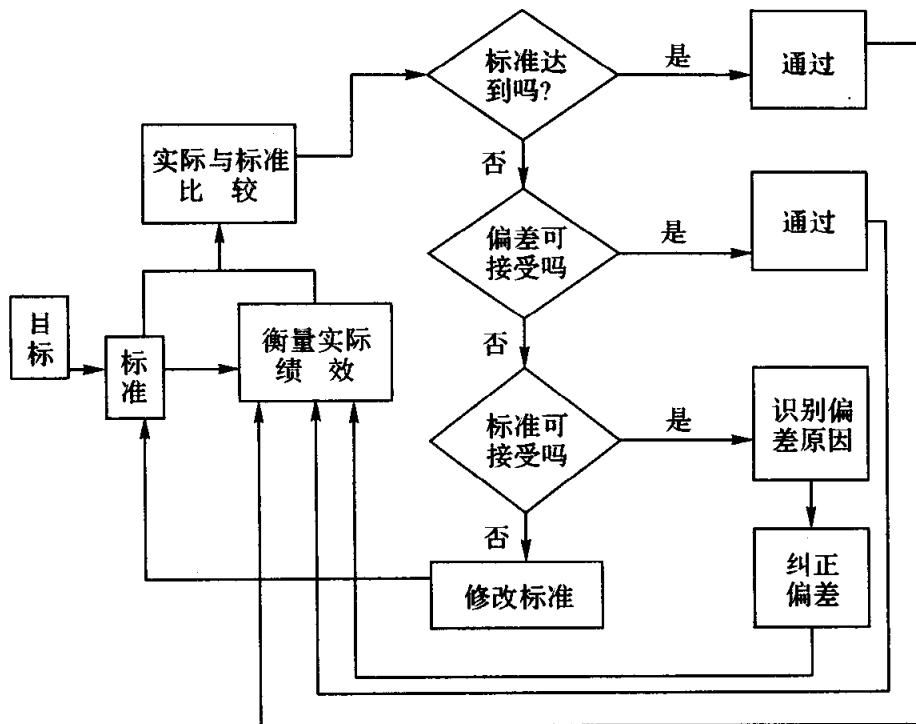 标准达
到吗?
是
通过
实际与标准
比 较
否
偏差可
接受吗
是
通过
目
标
标
准
衡量实际
绩 效
否
标准可
接受吗
是
识别偏
差原因
否
修改标准
纠正
偏差